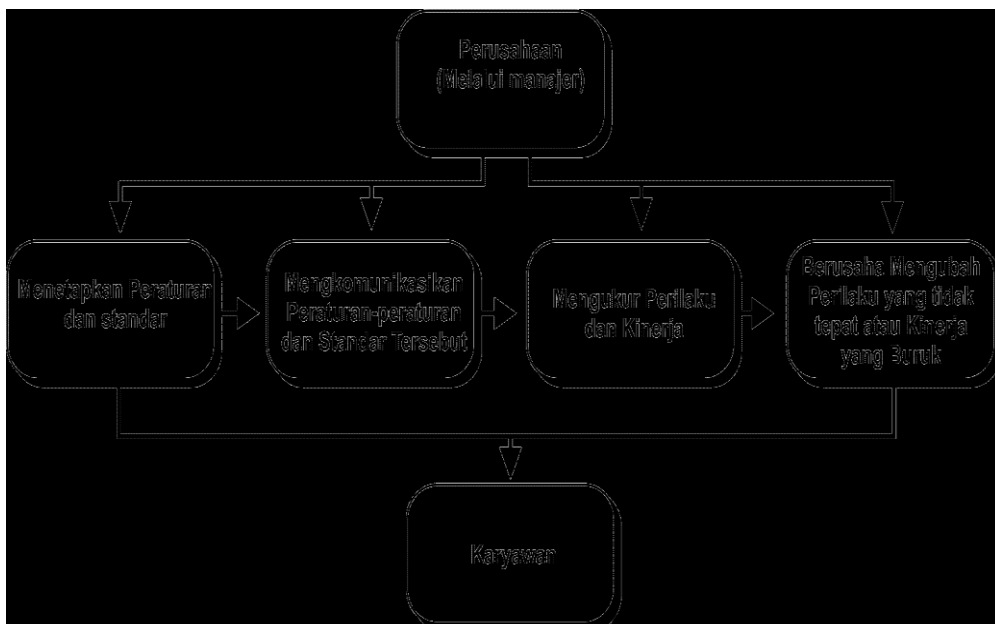 Perusahaan
(Melalui manajer)
Menetapkan Peraturan
dan standar
Mengkomunikasikan
Peraturan-peraturan
dan Standar Tersebut
Mengukur Perilaku
dan Kinerja
Berusaha Mengubah
Perilaku yang tidak
tepat atau Kinerja
yang Buruk
Karyawan